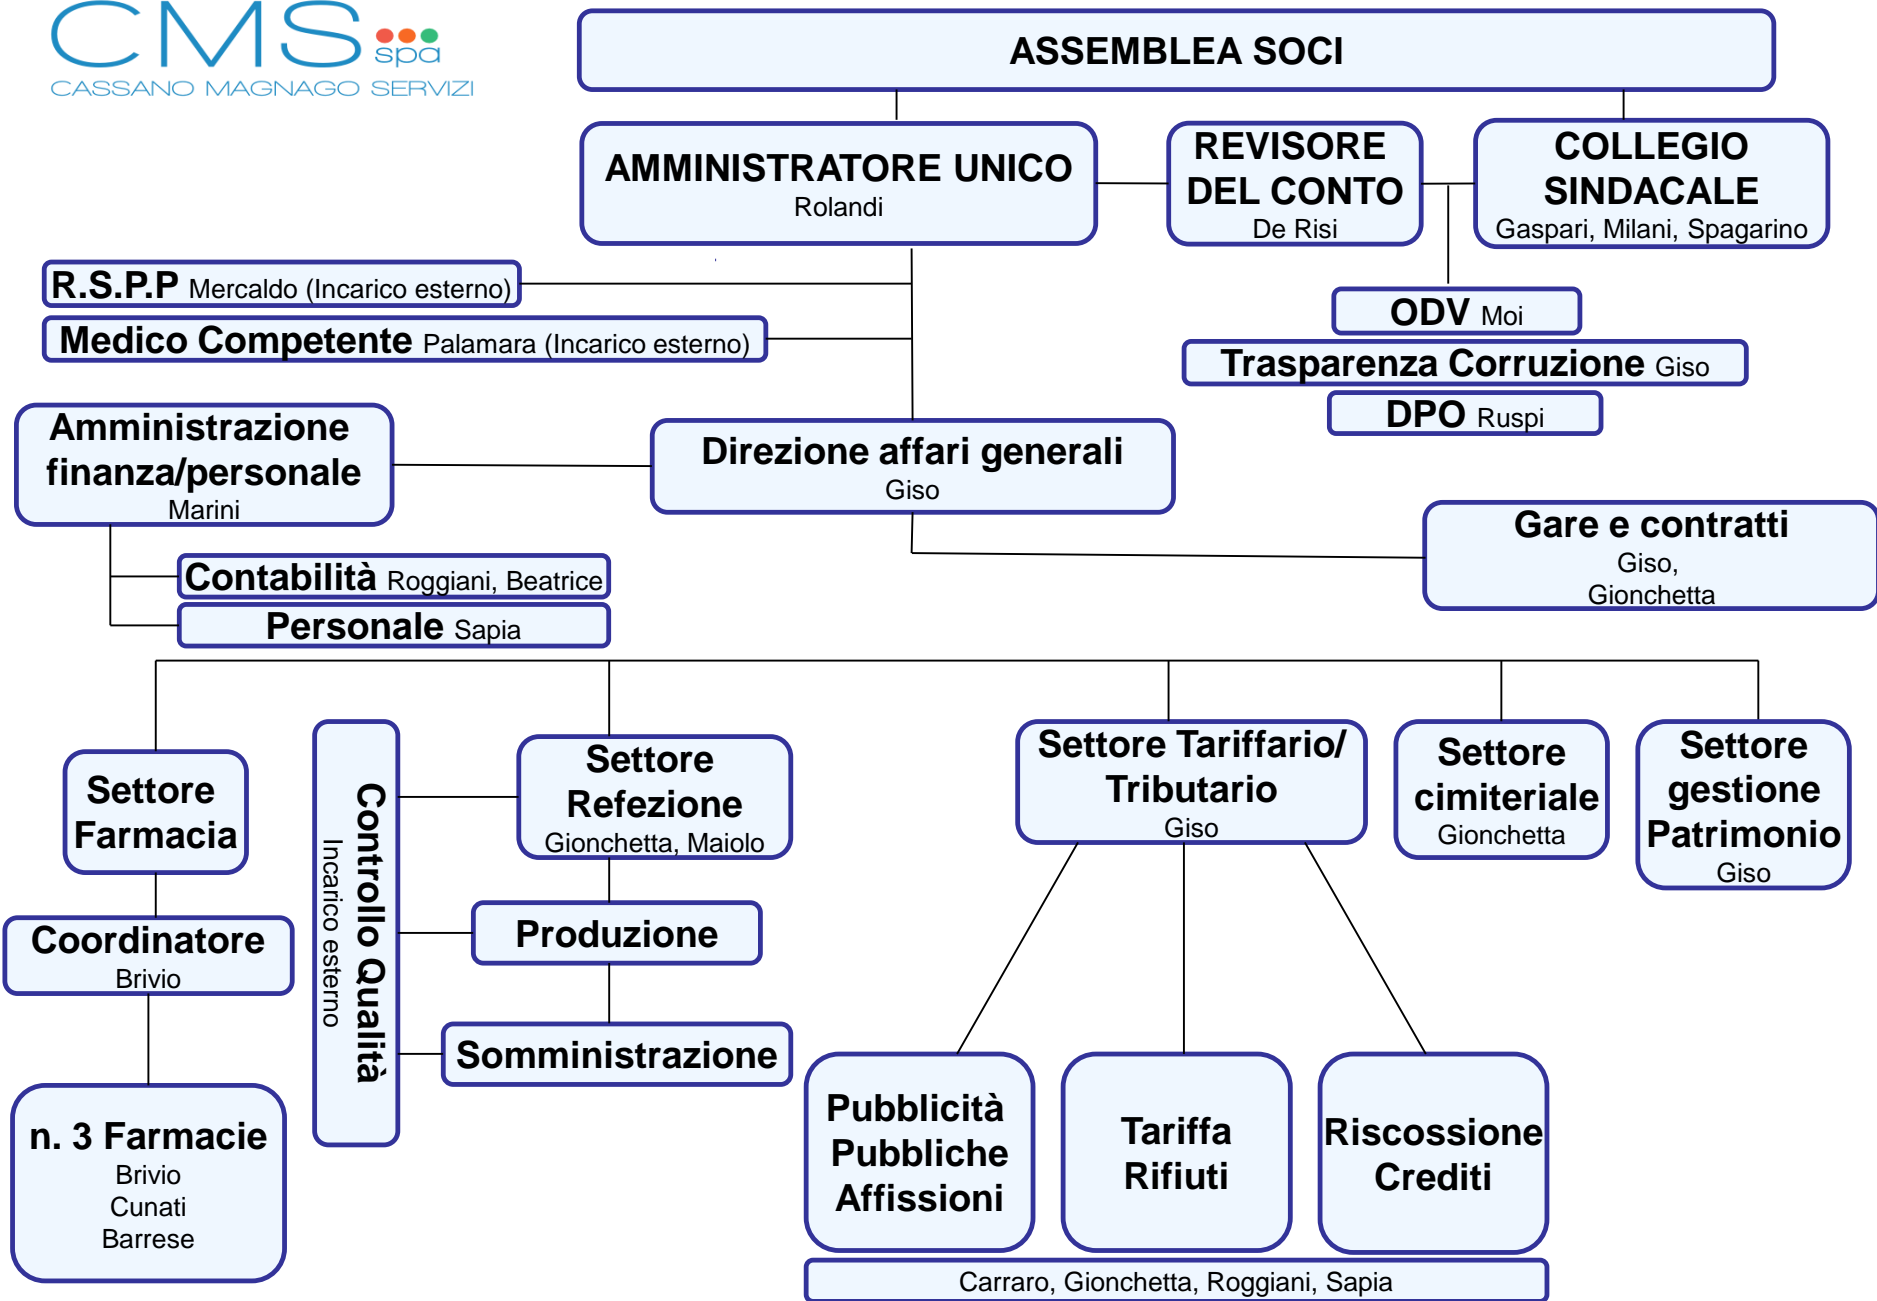 CMS
spa
CASSANO MAGNAGO SERVIZI
ASSEMBLEA SOCI
AMMINISTRATORE UNICO
Rolandi
REVISORE
DEL CONTO
De Risi
COLLEGIO
SINDACALE
Gaspari, Milani, Spagarino
R.S.P.P Mercaldo (Incarico esterno)
Medico Competente Palamara (Incarico esterno)
ODV Moi
Trasparenza Corruzione Giso
DPO Ruspi
Amministrazione
finanza/personale
Marini
Direzione affari generali
Giso
Gare e contratti
Giso,
Gionchetta
Contabilità Roggiani, Beatrice
Personale Sapia
Settore
Farmacia
Coordinatore
Brivio
n. 3 Farmacie
Brivio
Cunati
Barrese
Controllo Qualità
Incarico esterno
Settore
Refezione
Gionchetta, Maiolo
Produzione
Somministrazione
Settore Tariffario/
Tributario
Giso
Settore
cimiteriale
Gionchetta
Settore
gestione
Patrimonio
Giso
Pubblicità
Pubbliche
Affissioni
Tariffa
Rifiuti
Riscossione
Crediti
Carraro, Gionchetta, Roggiani, Sapia